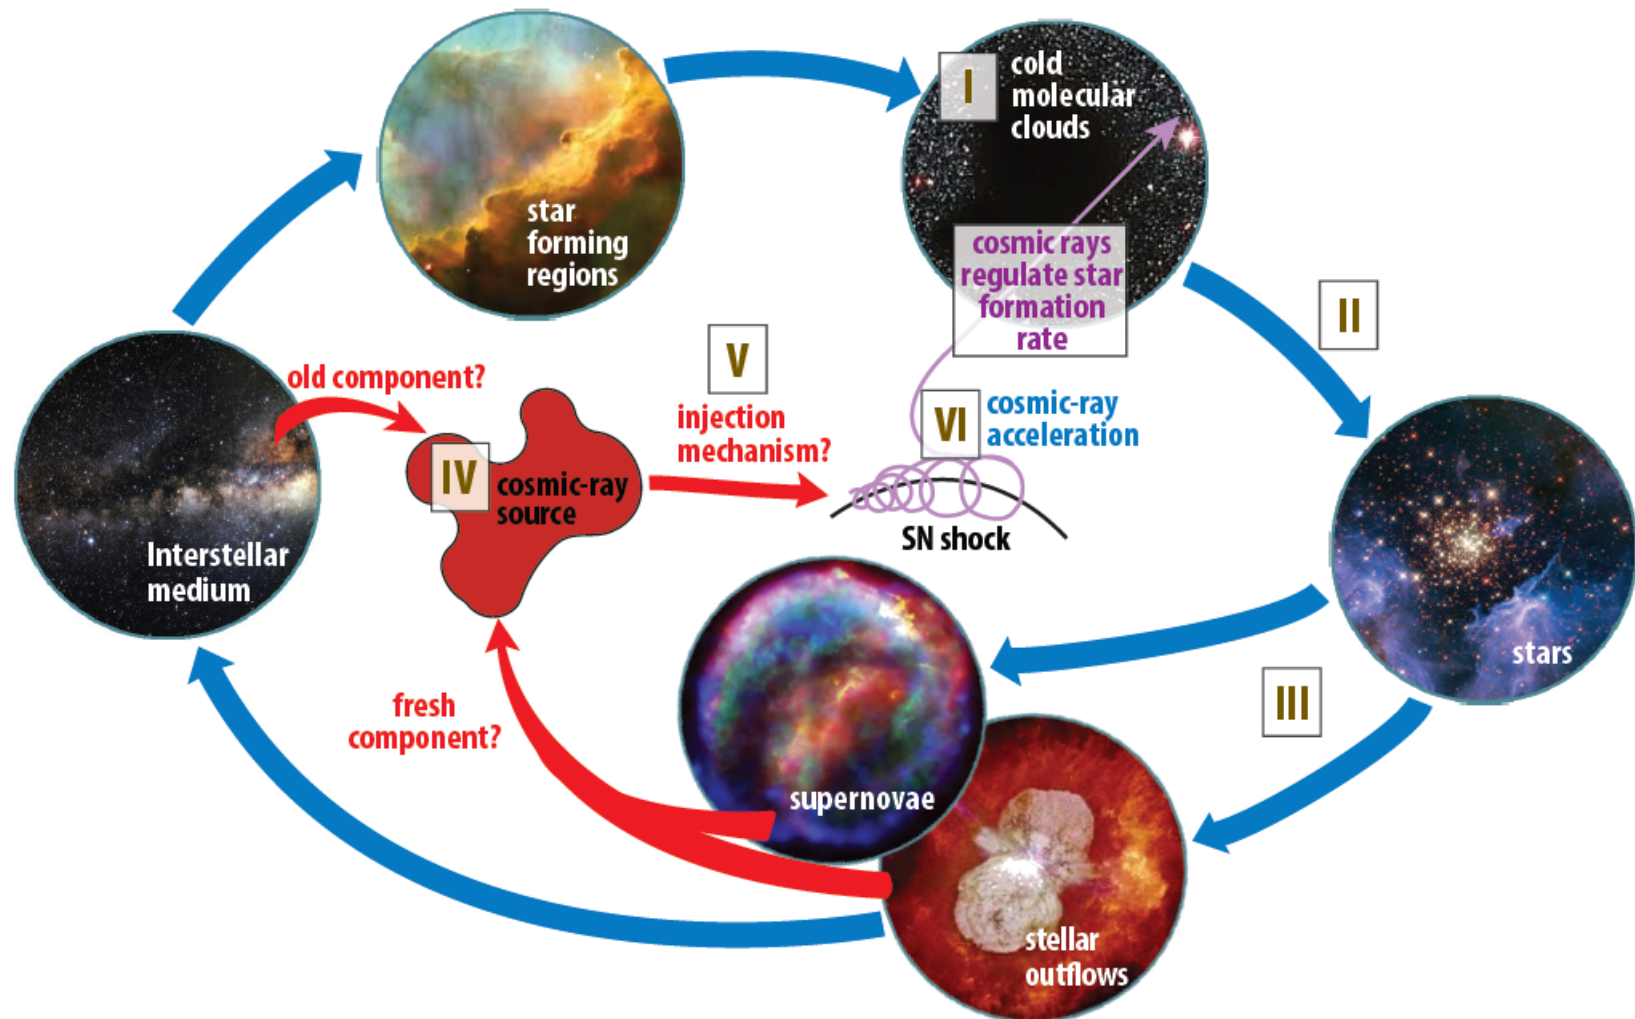 I
cold
molecular
clouds
star
forming
regions
cosmic rays
regulate star
formation
rate
II
V
old component?
injection
mechanism?
VI
cosmic-ray
acceleration
IV
cosmic-ray
source
SN shock
Interstellar
medium
stars
III
fresh
component?
supernovae
stellar
outflows